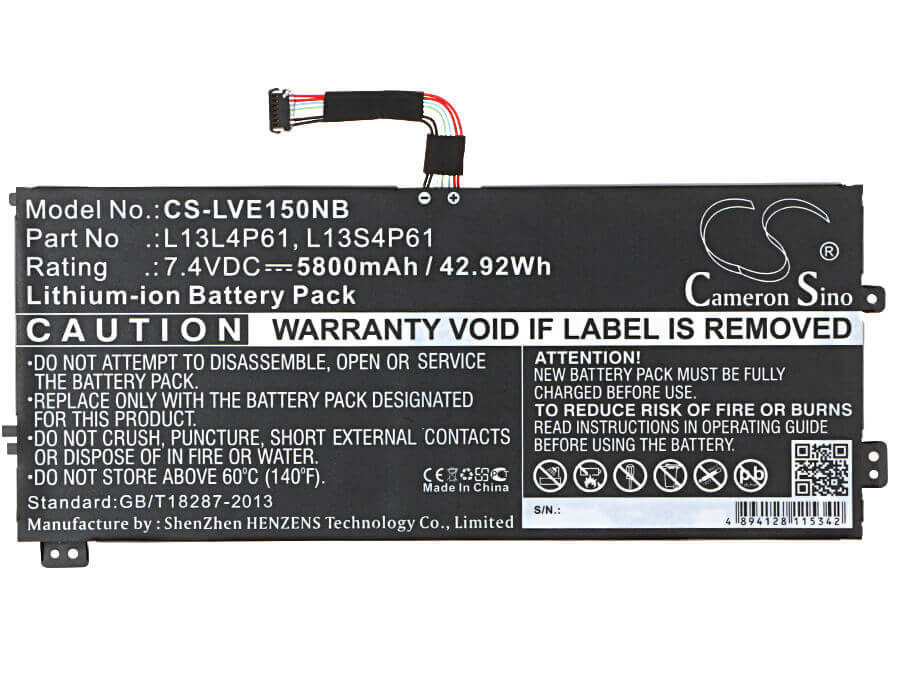 Model No.: CS-LVE150NB
Part No .: L13L4P61, L13S4P61
Rating .: 7.4VDC⎓5800mAh / 42.92Wh
Lithium-ion Battery Pack
CS
®
Cameron Sino
CAUTION WARRANTY VOID IF LABEL IS REMOVED
•DO NOT ATTEMPT TO DISASSEMBLE, OPEN OR SERVICE
THE BATTERY PACK.
•REPLACE ONLY WITH THE BATTERY PACK DESIGNATED
FOR THIS PRODUCT.
•DO NOT CRUSH, PUNCTURE, SHORT EXTERNAL CONTACTS
OR DISPOSE OF IN FIRE OR WATER.
•DO NOT STORE ABOVE 60°C (140°F).
Standard:GB/T18287-2013
Manufacture by : ShenZhen HENZENS Technology Co., Limited
CE
Made In China
ATTENTION!
NEW BATTERY PACK MUST BE FULLY
CHARGED BEFORE USE.
TO REDUCE RISK OF FIRE OR BURNS
READ INSTRUCTIONS IN OPERATING GUIDE
BEFORE USING THE BATTERY.
Pb
S/N.:
4 894128 115342